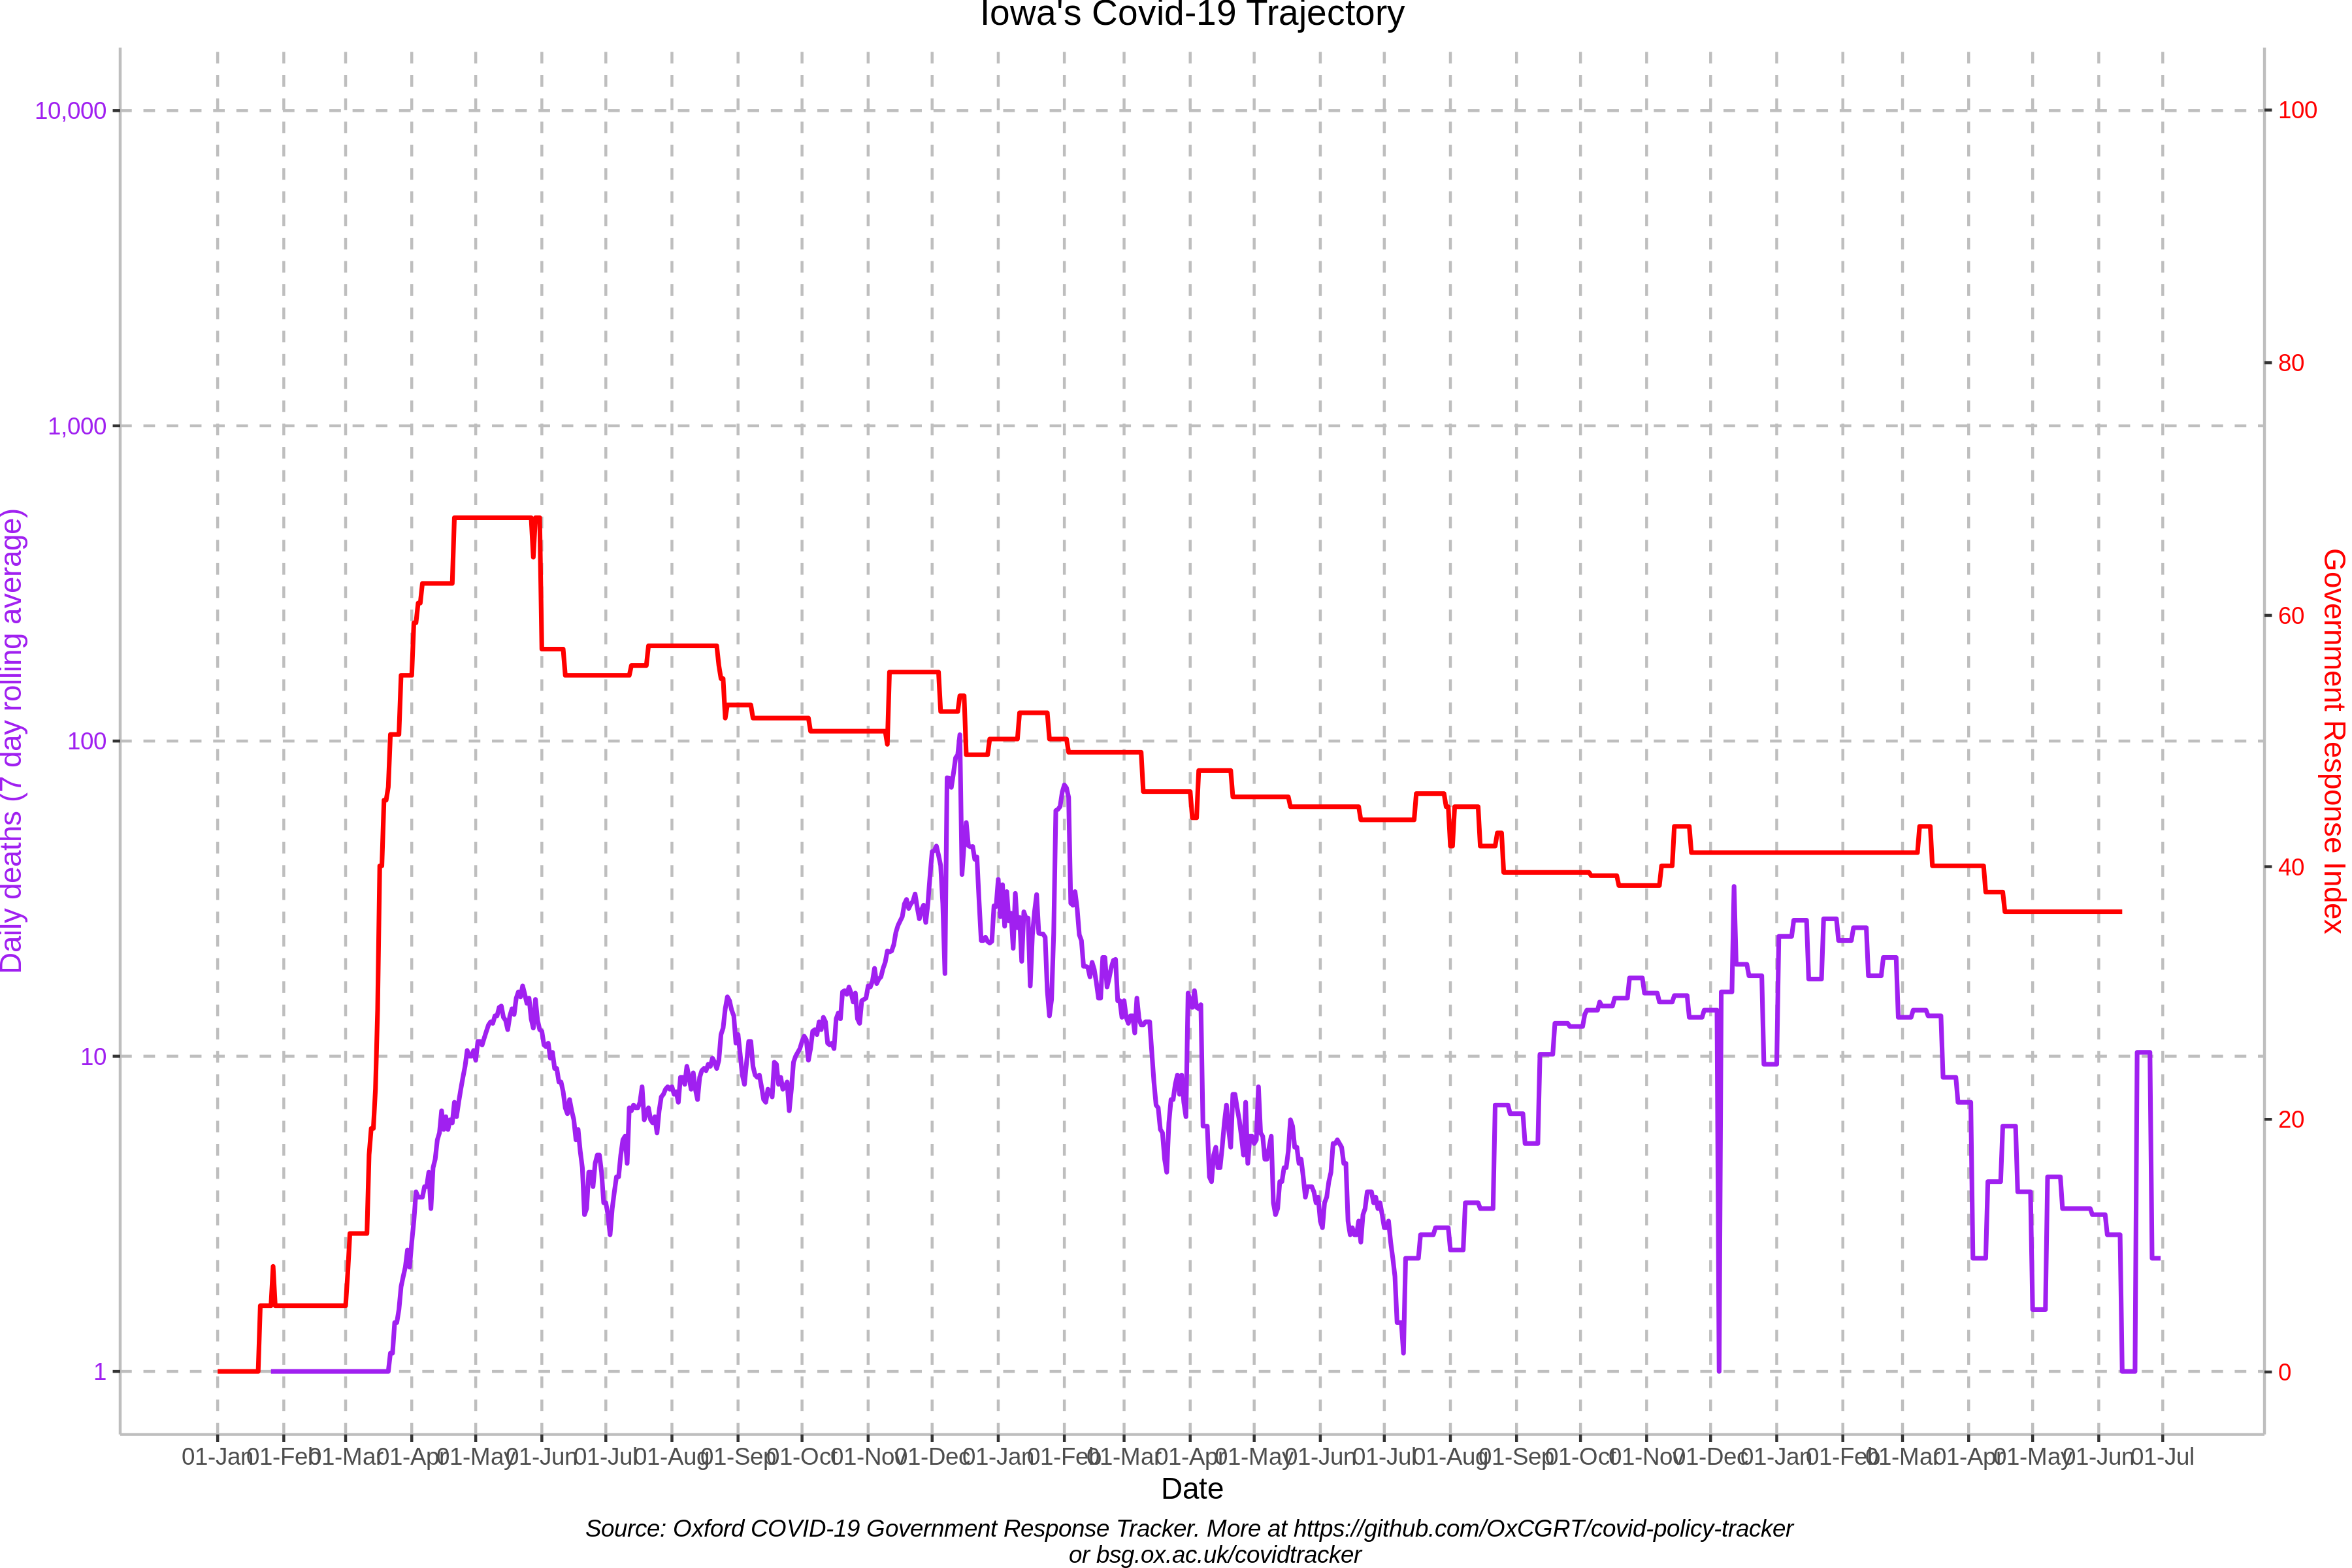 Iowa's Covid-19 Trajectory
10,000
1,000
100
10
1
Daily deaths (7 day rolling average)
100
80
60
40
20
0
Government Response Index
01-Jan 01-Feb 01-Mar 01-Apr 01-May 01-Jun 01-Jul 01-Aug 01-Sep 01-Oct 01-Nov 01-Dec 01-Jan 01-Feb 01-Mar 01-Apr 01-May 01-Jun 01-Jul 01-Aug 01-Sep 01-Oct 01-Nov 01-Dec 01-Jan 01-Feb 01-Mar 01-Apr 01-May 01-Jun 01-Jul
Date
Source: Oxford COVID-19 Government Response Tracker. More at https://github.com/OxCGRT/covid-policy-tracker
or bsg.ox.ac.uk/covidtracker